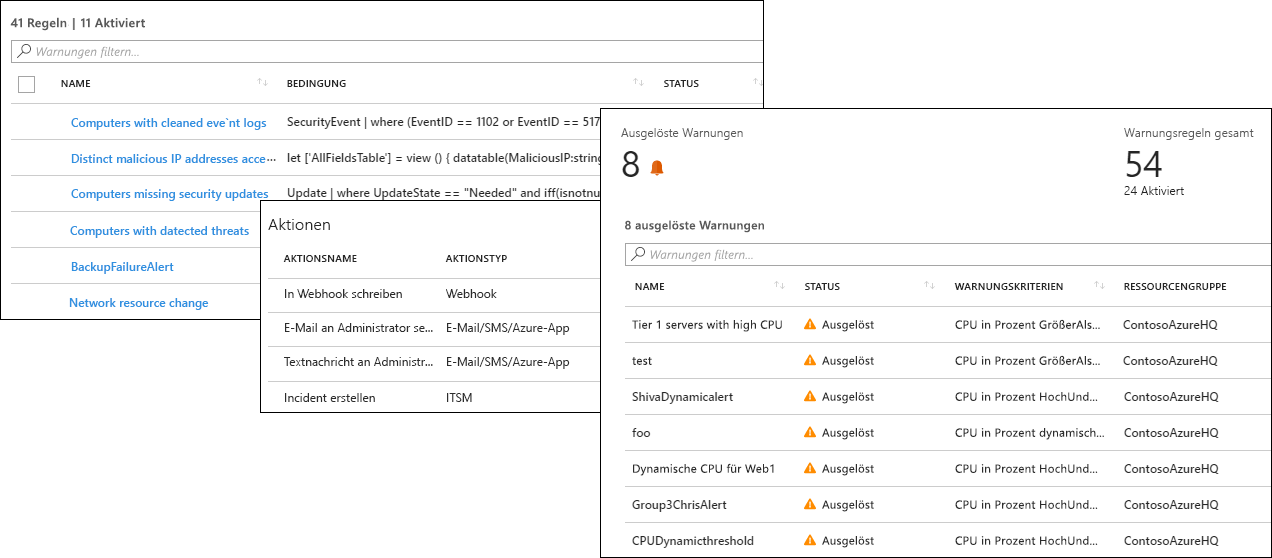 41 Regeln | 11 Aktiviert
Warnungen filtern...
NAME BEDINGUNG STATUS
Computers with cleaned eve`nt logs SecurityEvent | where (EventID == 1102 or EventID == 517
Distinct malicious IP addresses acce... let ['AllFieldsTable'] = view () { datatable(MaliciousIP:string
Computers missing security updates Update | where UpdateState == "Needed" and iff(isnotnu
Computers with datected threats
BackupFailureAlert
Network resource change
Aktionen
AKTIONSNAME AKTIONSTYP
In Webhook schreiben Webhook
E-Mail an Administrator se... E-Mail/SMS/Azure-App
Textnachricht an Administr... E-Mail/SMS/Azure-App
Incident erstellen ITSM
Ausgelöste Warnungen Warnungsregeln gesamt
8 54
24 Aktiviert
8 ausgelöste Warnungen
Warnungen filtern...
NAME STATUS WARNUNGSKRITERIEN RESSOURCENGRUPPE
Tier 1 servers with high CPU Ausgelöst CPU in Prozent GrößerAls... ContosoAzureHQ
test Ausgelöst CPU in Prozent GrößerAls... ContosoAzureHQ
ShivaDynamicalert Ausgelöst CPU in Prozent HochUnd... ContosoAzureHQ
foo Ausgelöst CPU in Prozent dynamisch... ContosoAzureHQ
Dynamische CPU für Web1 Ausgelöst CPU in Prozent HochUnd... ContosoAzureHQ
Group3ChrisAlert Ausgelöst CPU in Prozent HochUnd... ContosoAzureHQ
CPUDynamicthreshold Ausgelöst CPU in Prozent HochUnd... ContosoAzureHQ